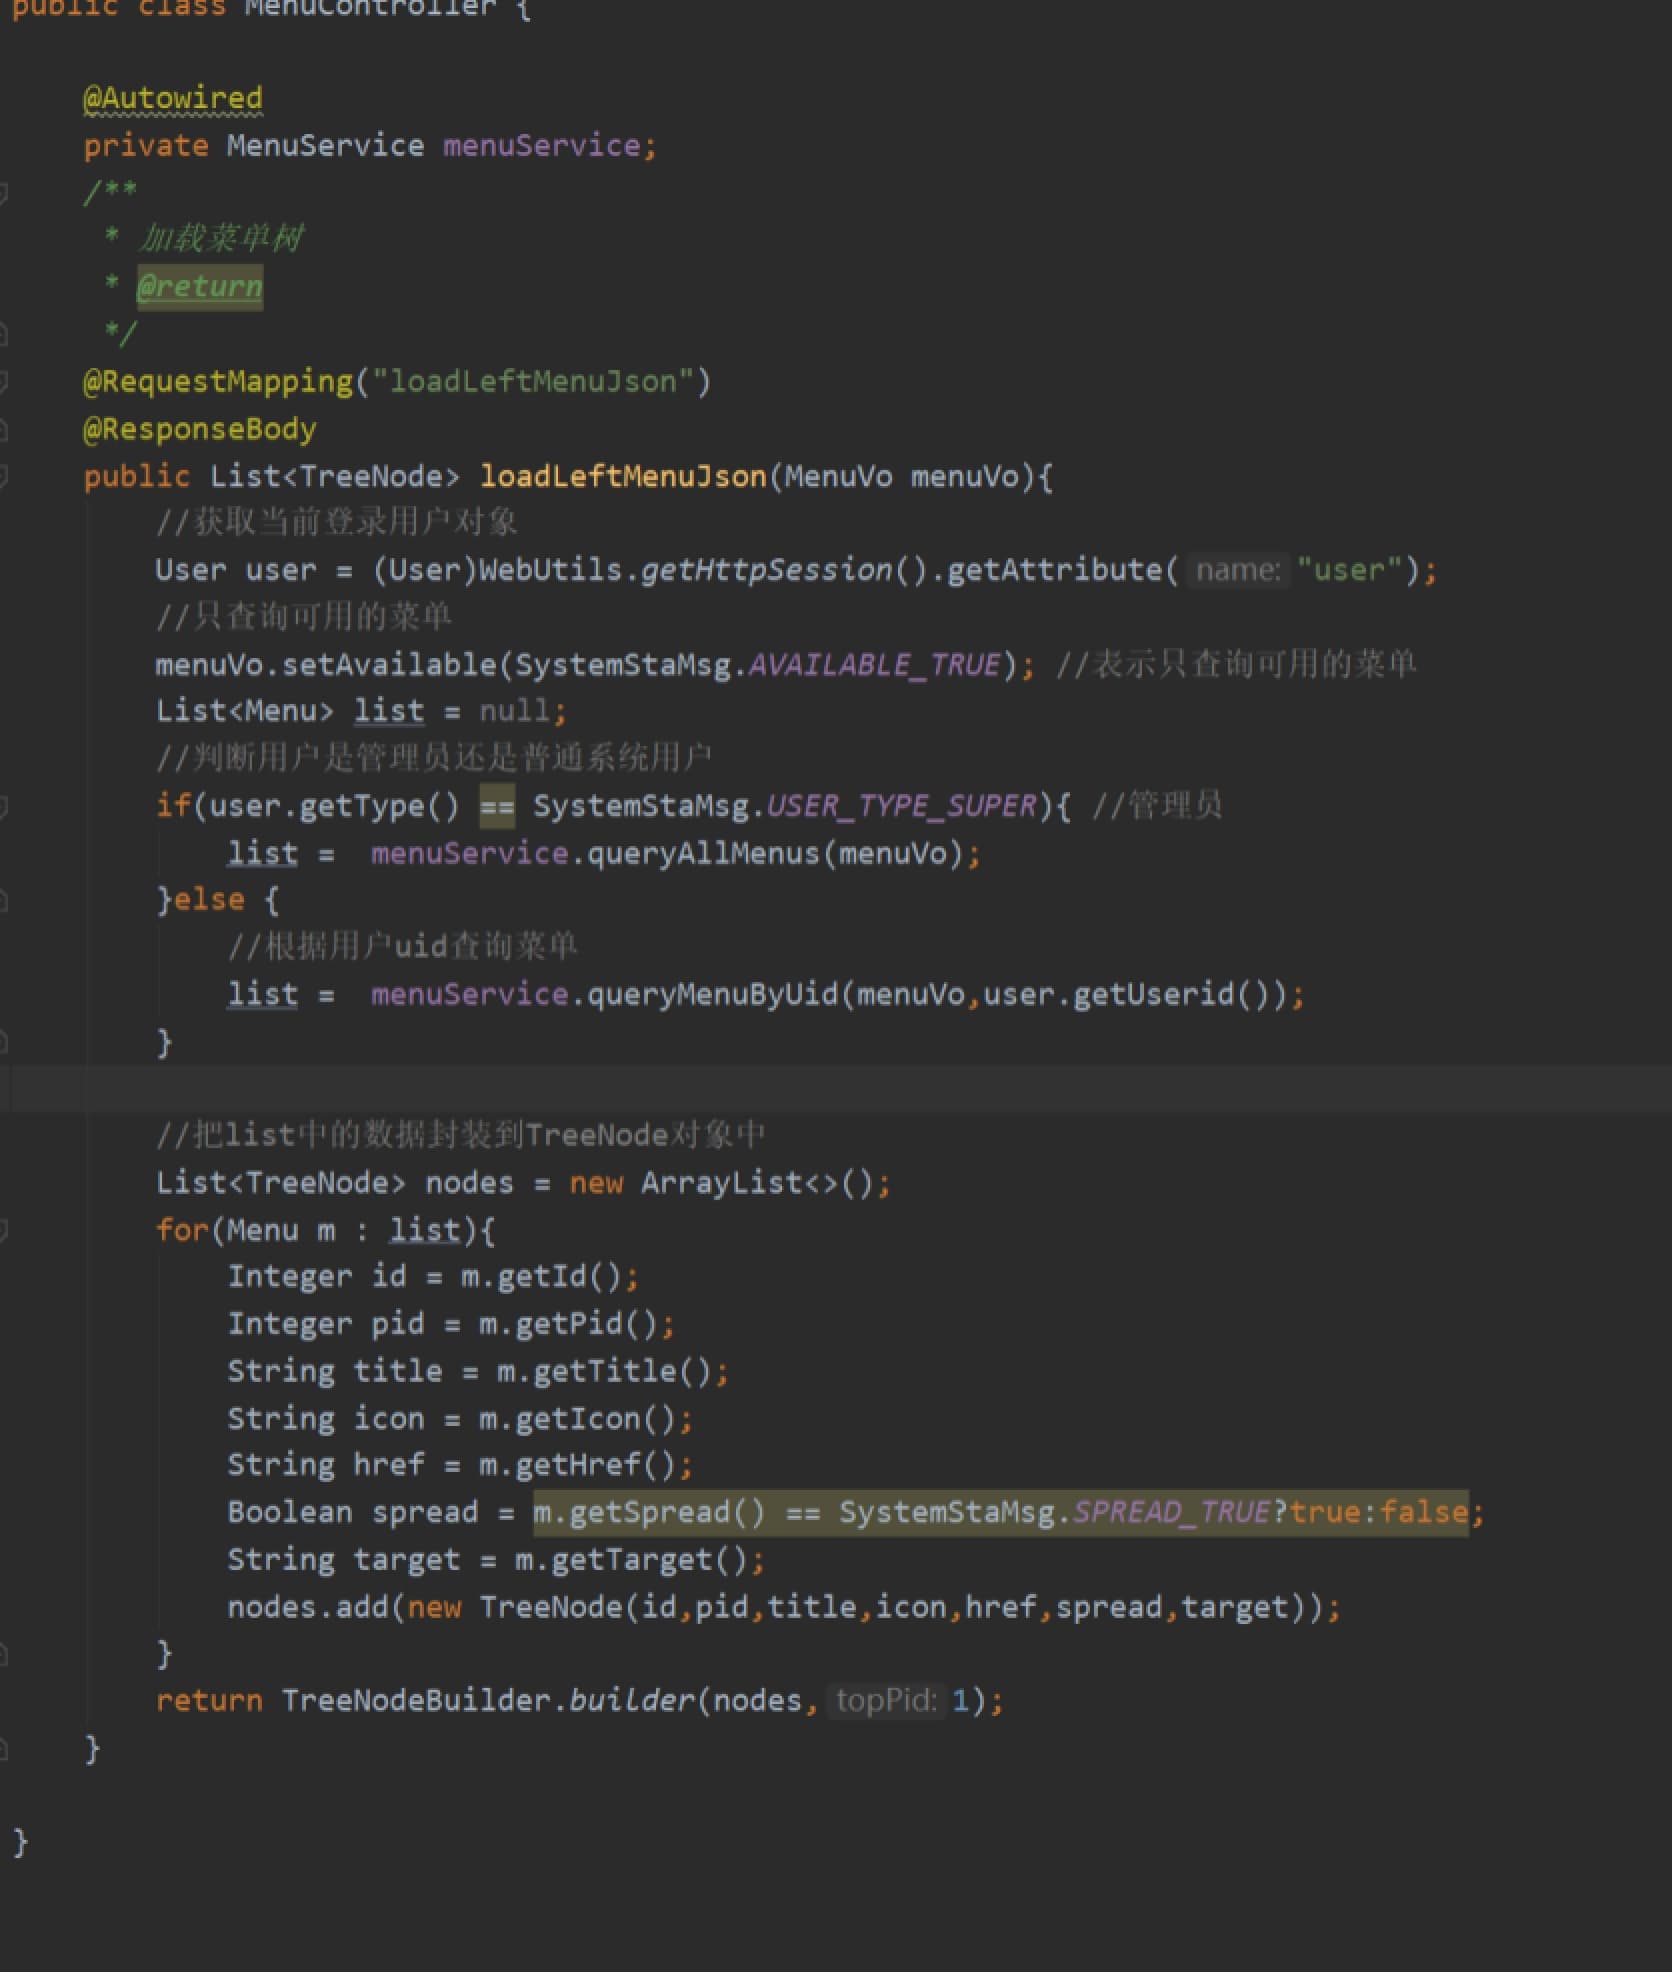 public class MenuController {
@Autowired
private MenuService menuService;
/**
* 加载菜单树
* @return
*/
@RequestMapping("loadLeftMenuJson")
@ResponseBody
public List<TreeNode> loadLeftMenuJson(MenuVo menuVo){
//获取当前登录用户对象
User user = (User)WebUtils.getHttpSession().getAttribute( name: "user");
//只查询可用的菜单
menuVo.setAvailable(SystemStaMsg.AVAILABLE_TRUE); //表示只查询可用的菜单
List<Menu> list = null;
//判断用户是管理员还是普通系统用户
if(user.getType() == SystemStaMsg.USER_TYPE_SUPER){ //管理员
list =  menuService.queryAllMenus(menuVo);
}else {
//根据用户uid查询菜单
list =  menuService.queryMenuByUid(menuVo,user.getUserid());
}
//把list中的数据封装到TreeNode对象中
List<TreeNode> nodes = new ArrayList<>();
for(Menu m : list){
Integer id = m.getId();
Integer pid = m.getPid();
String title = m.getTitle();
String icon = m.getIcon();
String href = m.getHref();
Boolean spread = m.getSpread() == SystemStaMsg.SPREAD_TRUE?true:false;
String target = m.getTarget();
nodes.add(new TreeNode(id,pid,title,icon,href,spread,target));
}
return TreeNodeBuilder.builder(nodes, topPid: 1);
}
}